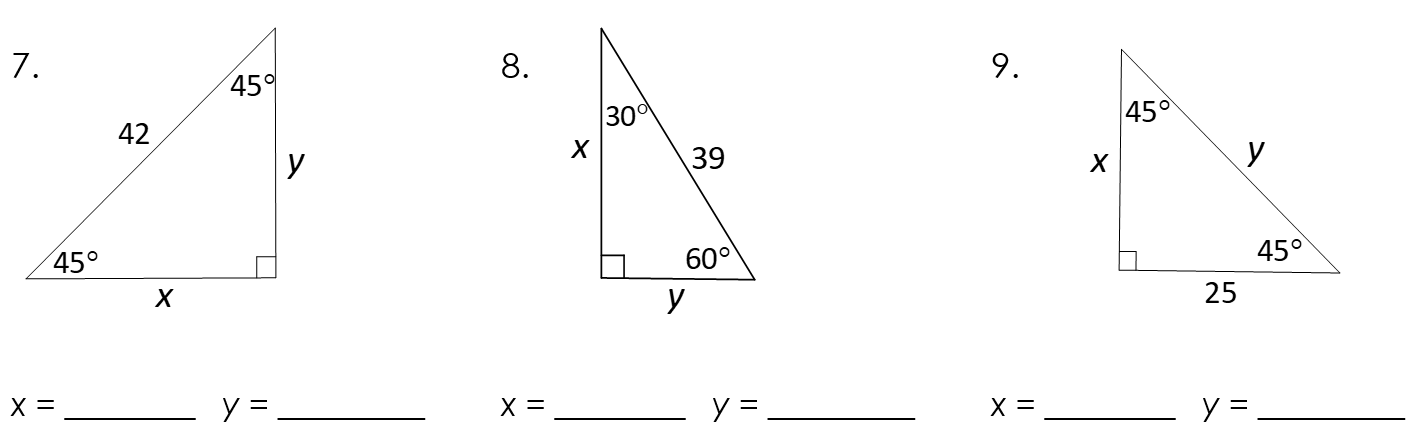 7.
45°
42
y
45°
x
x = ________ y = _________
8.
30°
x
39
60°
y
x = ________ y = _________
9.
45°
y
x
45°
25
x = ________ y = _________